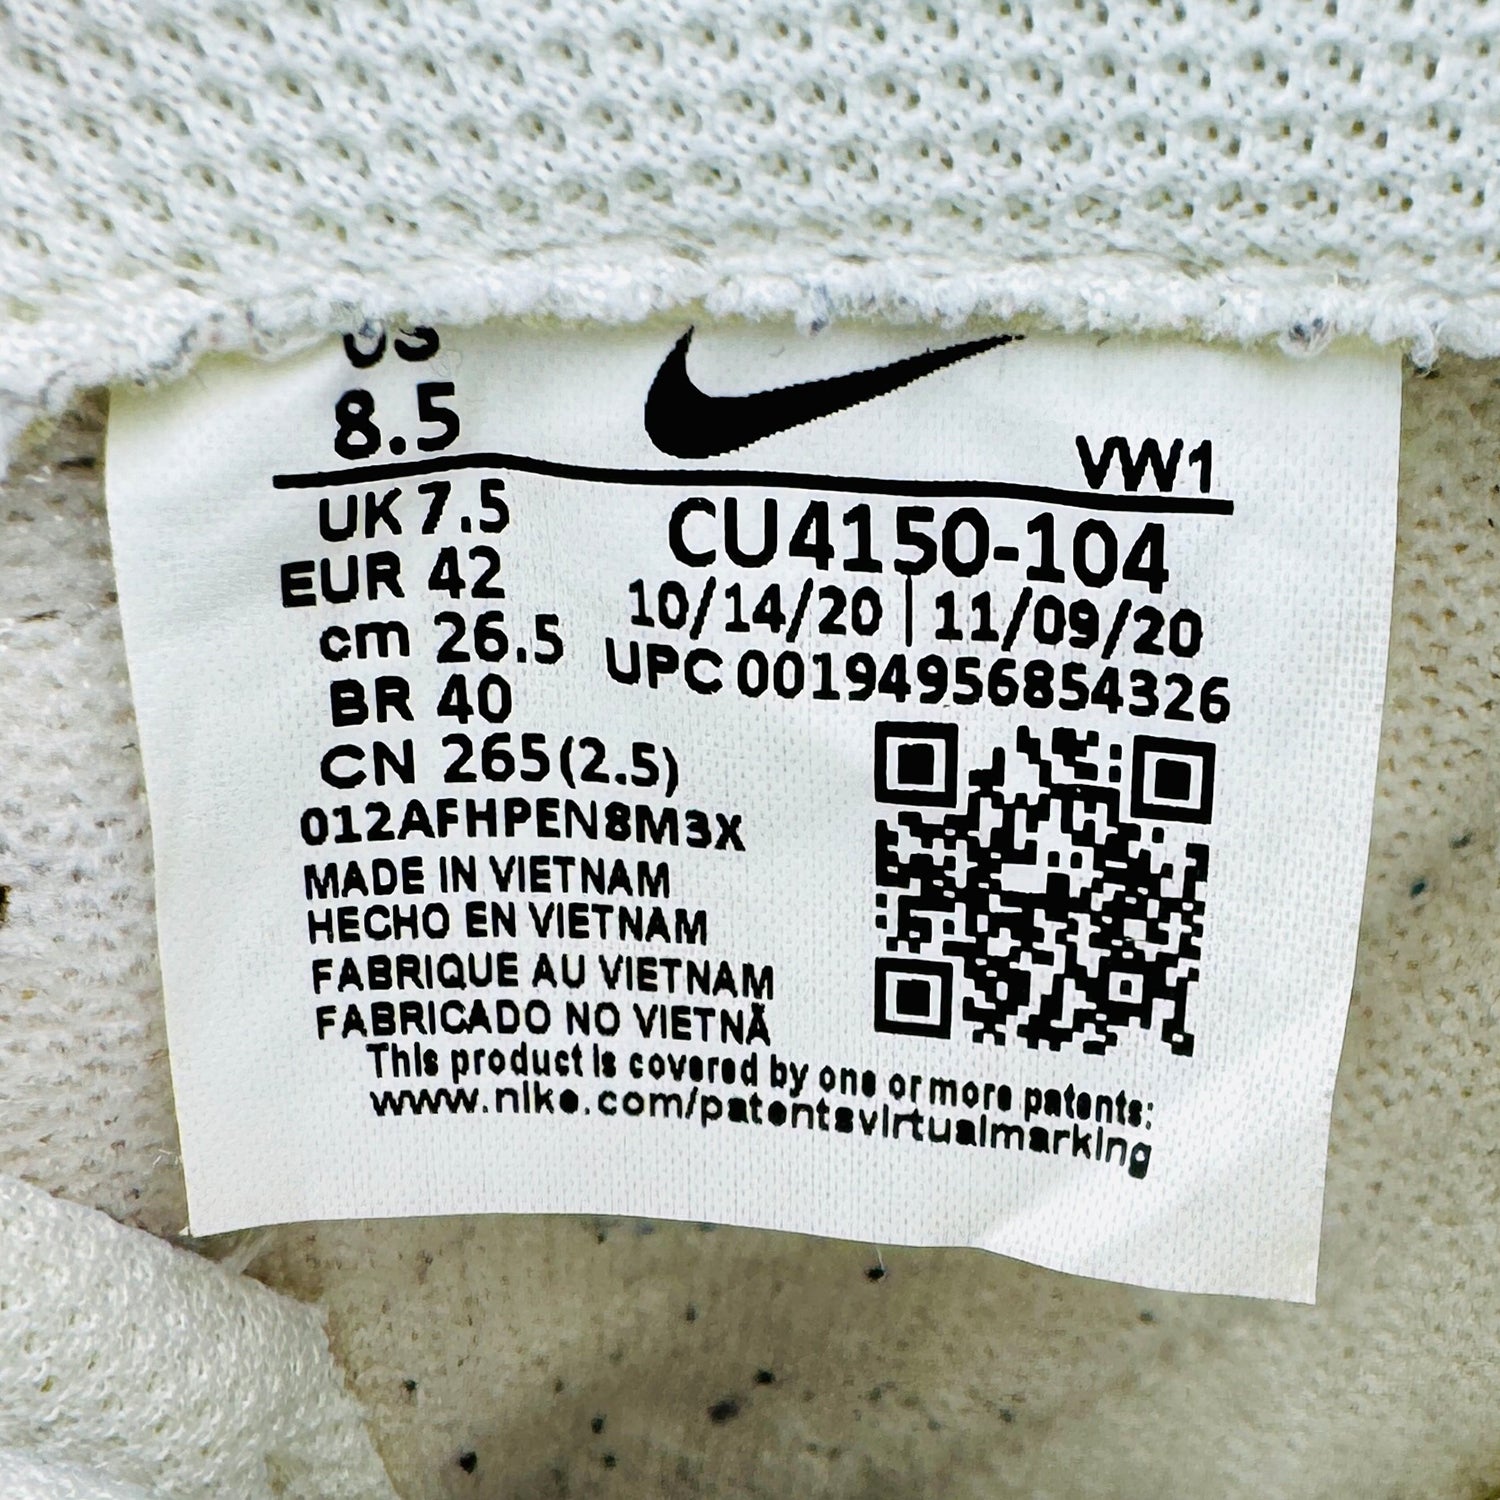 US
8.5
VW1
UK 7.5
EUR 42
cm 26.5
BR 40
CN 265(2.5)
CU4150-104
10/14/20 | 11/09/20
UPC 00194956854326
012AFHPEN8M3X
MADE IN VIETNAM
HECHO EN VIETNAM
FABRIQUE AU VIETNAM
FABRICADO NO VIETNÃ
This product is covered by one or more patents:
www.nike.com/patentsvirtualmarking